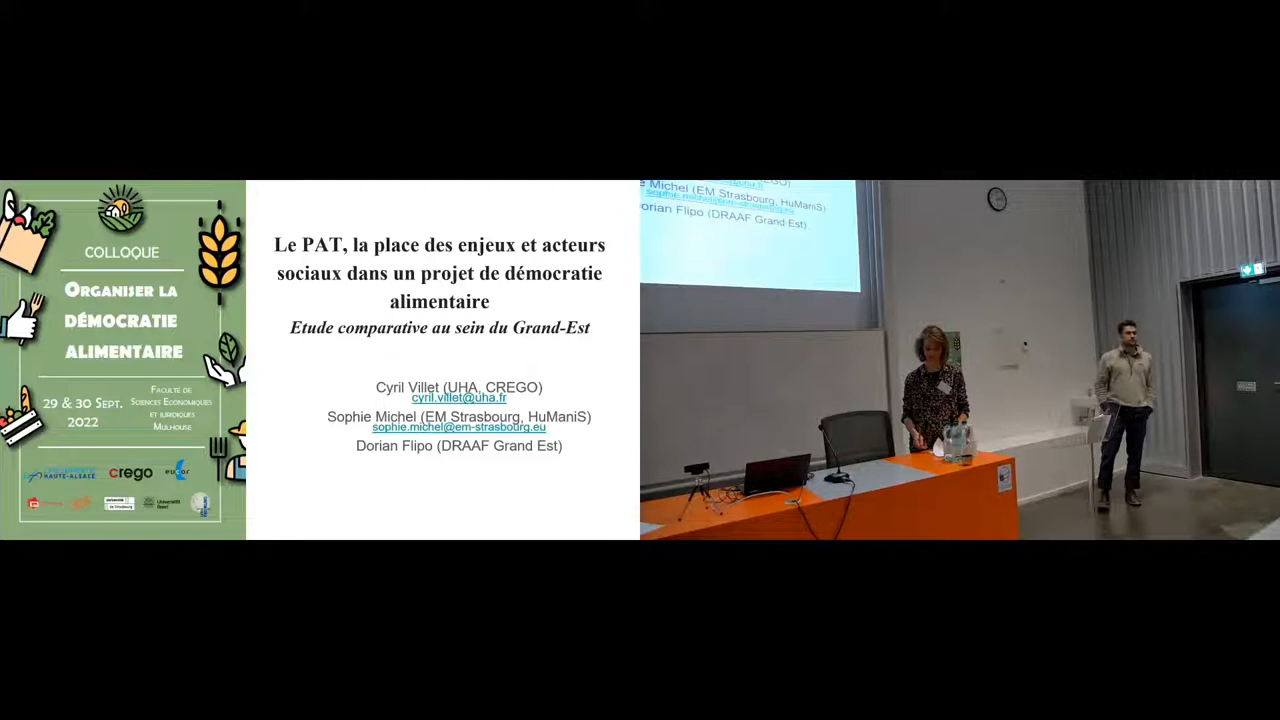 COLLOQUE
ORGANISER LA
DÉMOCRATIE
ALIMENTAIRE
29 & 30 SEPT.
2022
FACULTÉ DE
SCIENCES ECONOMIQUES
ET JURIDIQUES
MULHOUSE
HAUTE-ALSACE
crego
eucor
Le PAT, la place des enjeux et acteurs
sociaux dans un projet de démocratie
alimentaire
Etude comparative au sein du Grand-Est
Cyril Villet (UHA, CREGO)
cyril.villet@uha.fr
Sophie Michel (EM Strasbourg, HuManiS)
sophie.michel@em-strasbourg.eu
Dorian Flipo (DRAAF Grand Est)
Michel (EM Strasbourg, HuManiS)
orian Flipo (DRAAF Grand Est)